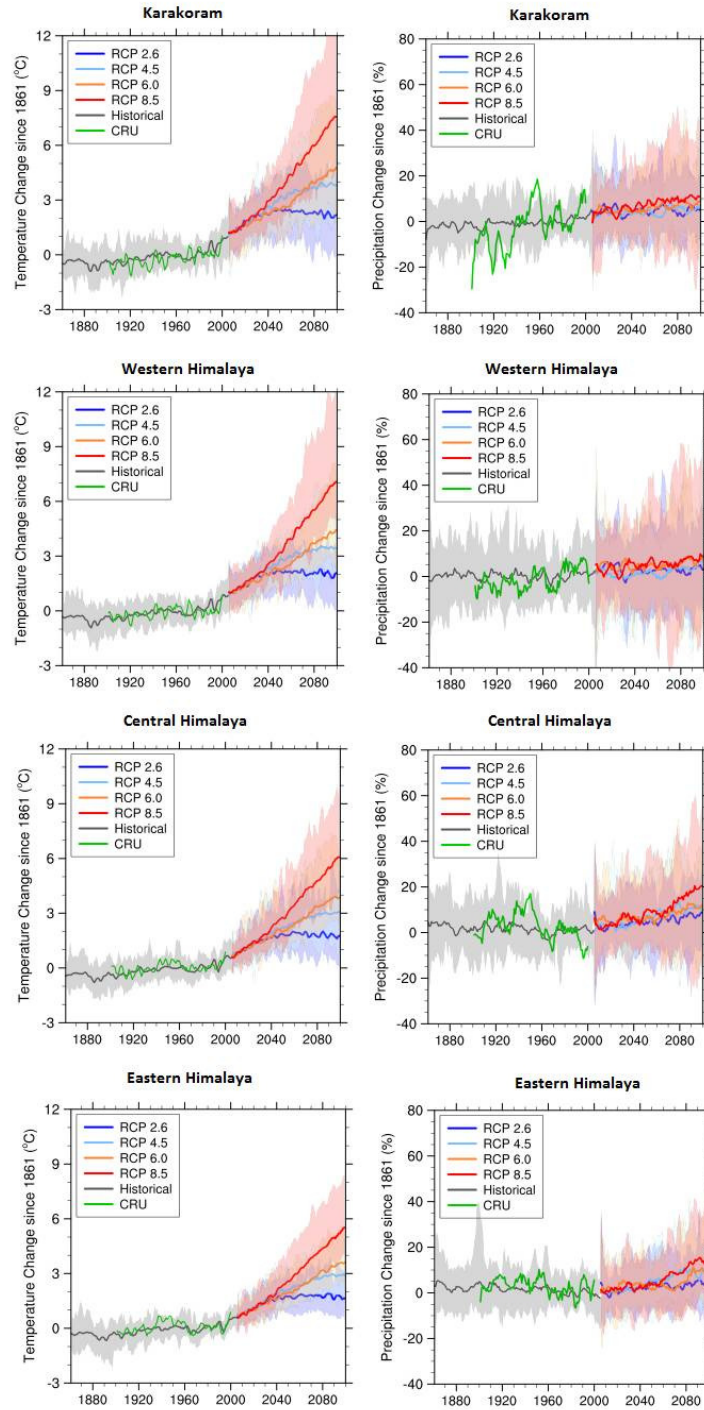 Karakoram
Temperature Change since 1861 (°C)
12
9
6
3
0
-3
RCP 2.6
RCP 4.5
RCP 6.0
RCP 8.5
Historical
CRU
1880 1920 1960 2000 2040 2080
Karakoram
Precipitation Change since 1861 (%)
80
60
40
20
0
-20
-40
RCP 2.6
RCP 4.5
RCP 6.0
RCP 8.5
Historical
CRU
1880 1920 1960 2000 2040 2080
Western Himalaya
Temperature Change since 1861 (°C)
12
9
6
3
0
-3
RCP 2.6
RCP 4.5
RCP 6.0
RCP 8.5
Historical
CRU
1880 1920 1960 2000 2040 2080
Western Himalaya
Precipitation Change since 1861 (%)
80
60
40
20
0
-20
-40
RCP 2.6
RCP 4.5
RCP 6.0
RCP 8.5
Historical
CRU
1880 1920 1960 2000 2040 2080
Central Himalaya
Temperature Change since 1861 (°C)
12
9
6
3
0
-3
RCP 2.6
RCP 4.5
RCP 6.0
RCP 8.5
Historical
CRU
1880 1920 1960 2000 2040 2080
Central Himalaya
Precipitation Change since 1861 (%)
80
60
40
20
0
-20
-40
RCP 2.6
RCP 4.5
RCP 6.0
RCP 8.5
Historical
CRU
1880 1920 1960 2000 2040 2080
Eastern Himalaya
Temperature Change since 1861 (°C)
12
9
6
3
0
-3
RCP 2.6
RCP 4.5
RCP 6.0
RCP 8.5
Historical
CRU
1880 1920 1960 2000 2040 2080
Eastern Himalaya
Precipitation Change since 1861 (%)
80
60
40
20
0
-20
-40
RCP 2.6
RCP 4.5
RCP 6.0
RCP 8.5
Historical
CRU
1880 1920 1960 2000 2040 2080